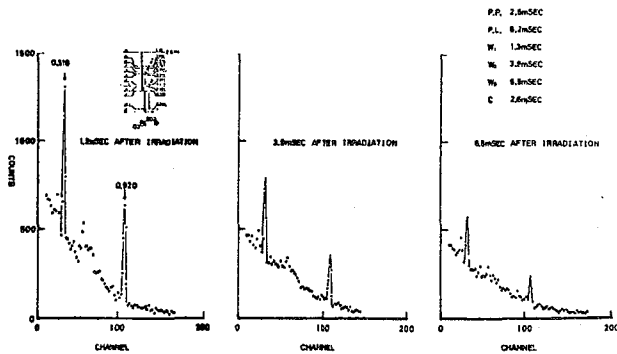 P.P. 2.6mSEC
P.L. 6.2mSEC
W₁ 1.3mSEC
W₂ 3.9mSEC
W₃ 6.5mSEC
C 2.6mSEC
1500
1000
500
0
COUNTS
0.319
0.920
1.3mSEC AFTER IRRADIATION
3.9mSEC AFTER IRRADIATION
6.5mSEC AFTER IRRADIATION
0 100 200
0 100 200
0 100 200
CHANNEL
CHANNEL
CHANNEL